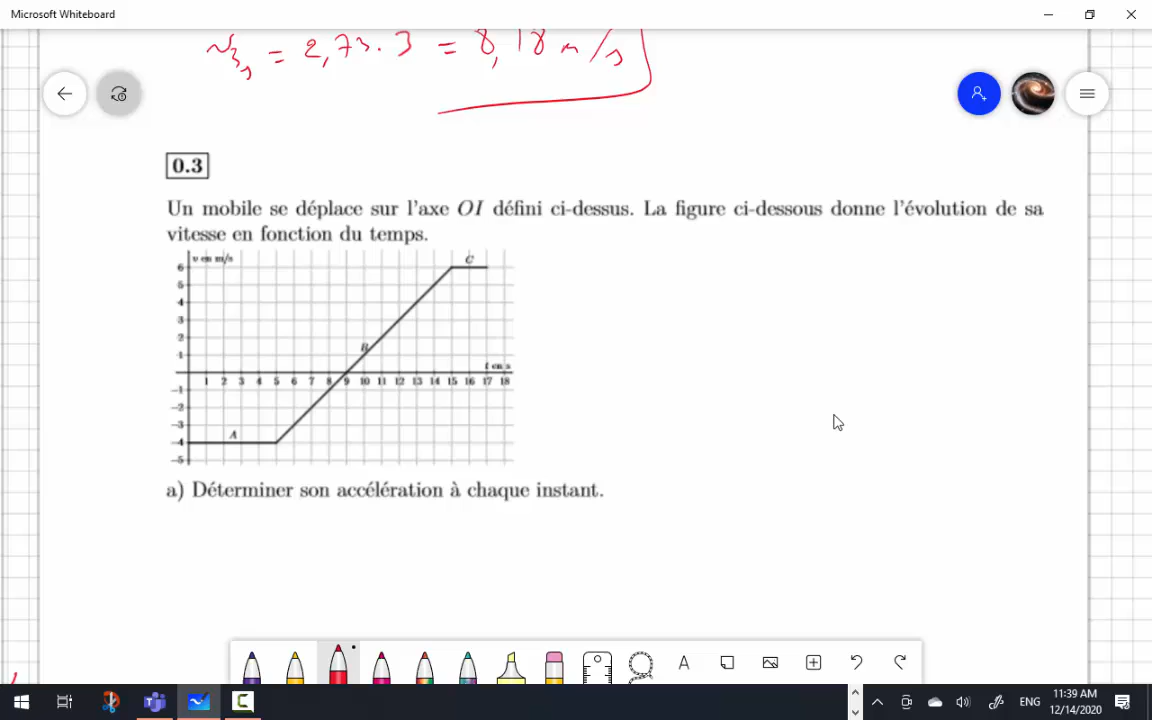 Microsoft Whiteboard
v3s = 2,73.3 = 8,18 m/s
0.3
Un mobile se déplace sur l'axe OI défini ci-dessus. La figure ci-dessous donne l'évolution de sa
vitesse en fonction du temps.
v en m/s
C
6
5
4
3
2
1
B
t en s
1 2 3 4 5 6 7 8 9 10 11 12 13 14 15 16 17 18
-1
-2
-3
A
-4
-5
a) Déterminer son accélération à chaque instant.
A
ENG
11:39 AM
12/14/2020